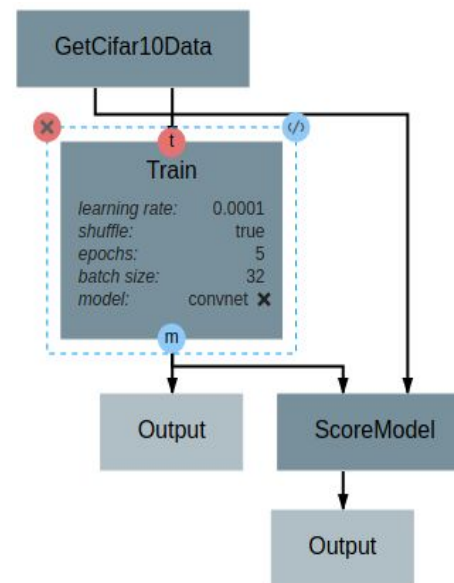 GetCifar10Data
</>
t
Train
learning rate: 0.0001
shuffle: true
epochs: 5
batch size: 32
model: convnet ✖
m
Output
ScoreModel
Output